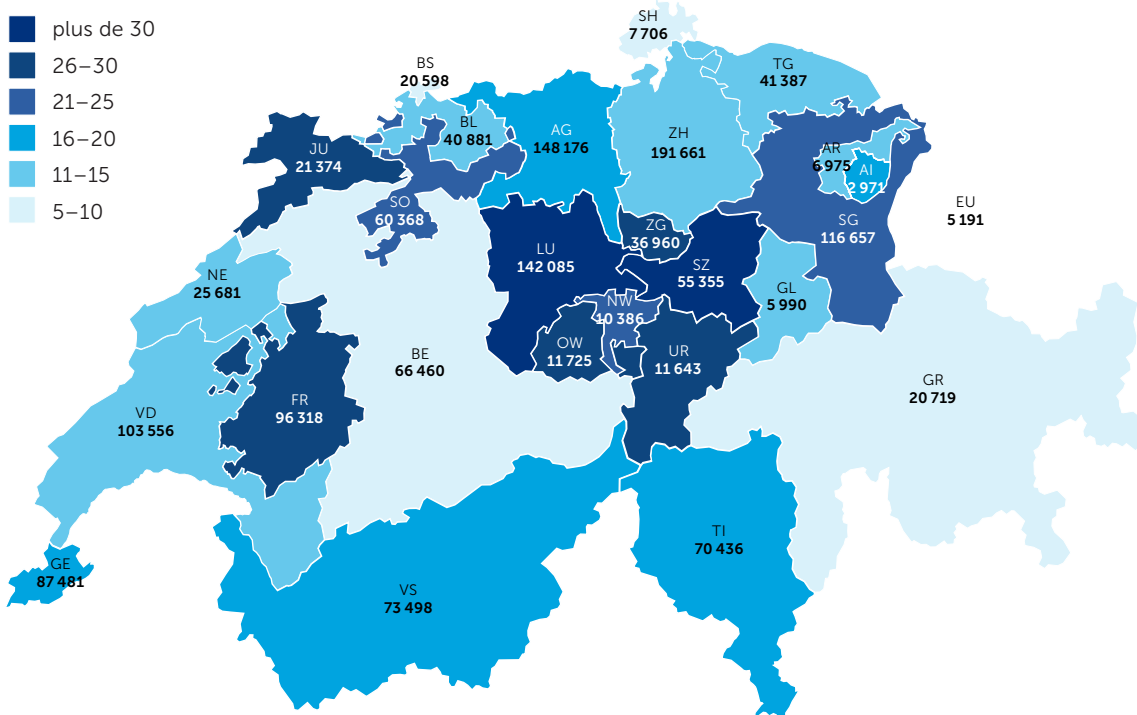 plus de 30
26–30
21–25
16–20
11–15
5–10
SH
7 706
BS
20 598
TG
41 387
BL
40 881
AG
148 176
ZH
191 661
JU
21 374
AR
6 975
AI
2 971
EU
5 191
SO
60 368
SG
116 657
ZG
36 960
LU
142 085
SZ
55 355
NE
25 681
GL
5 990
NW
10 386
OW
11 725
UR
11 643
BE
66 460
GR
20 719
FR
96 318
VD
103 556
TI
70 436
GE
87 481
VS
73 498